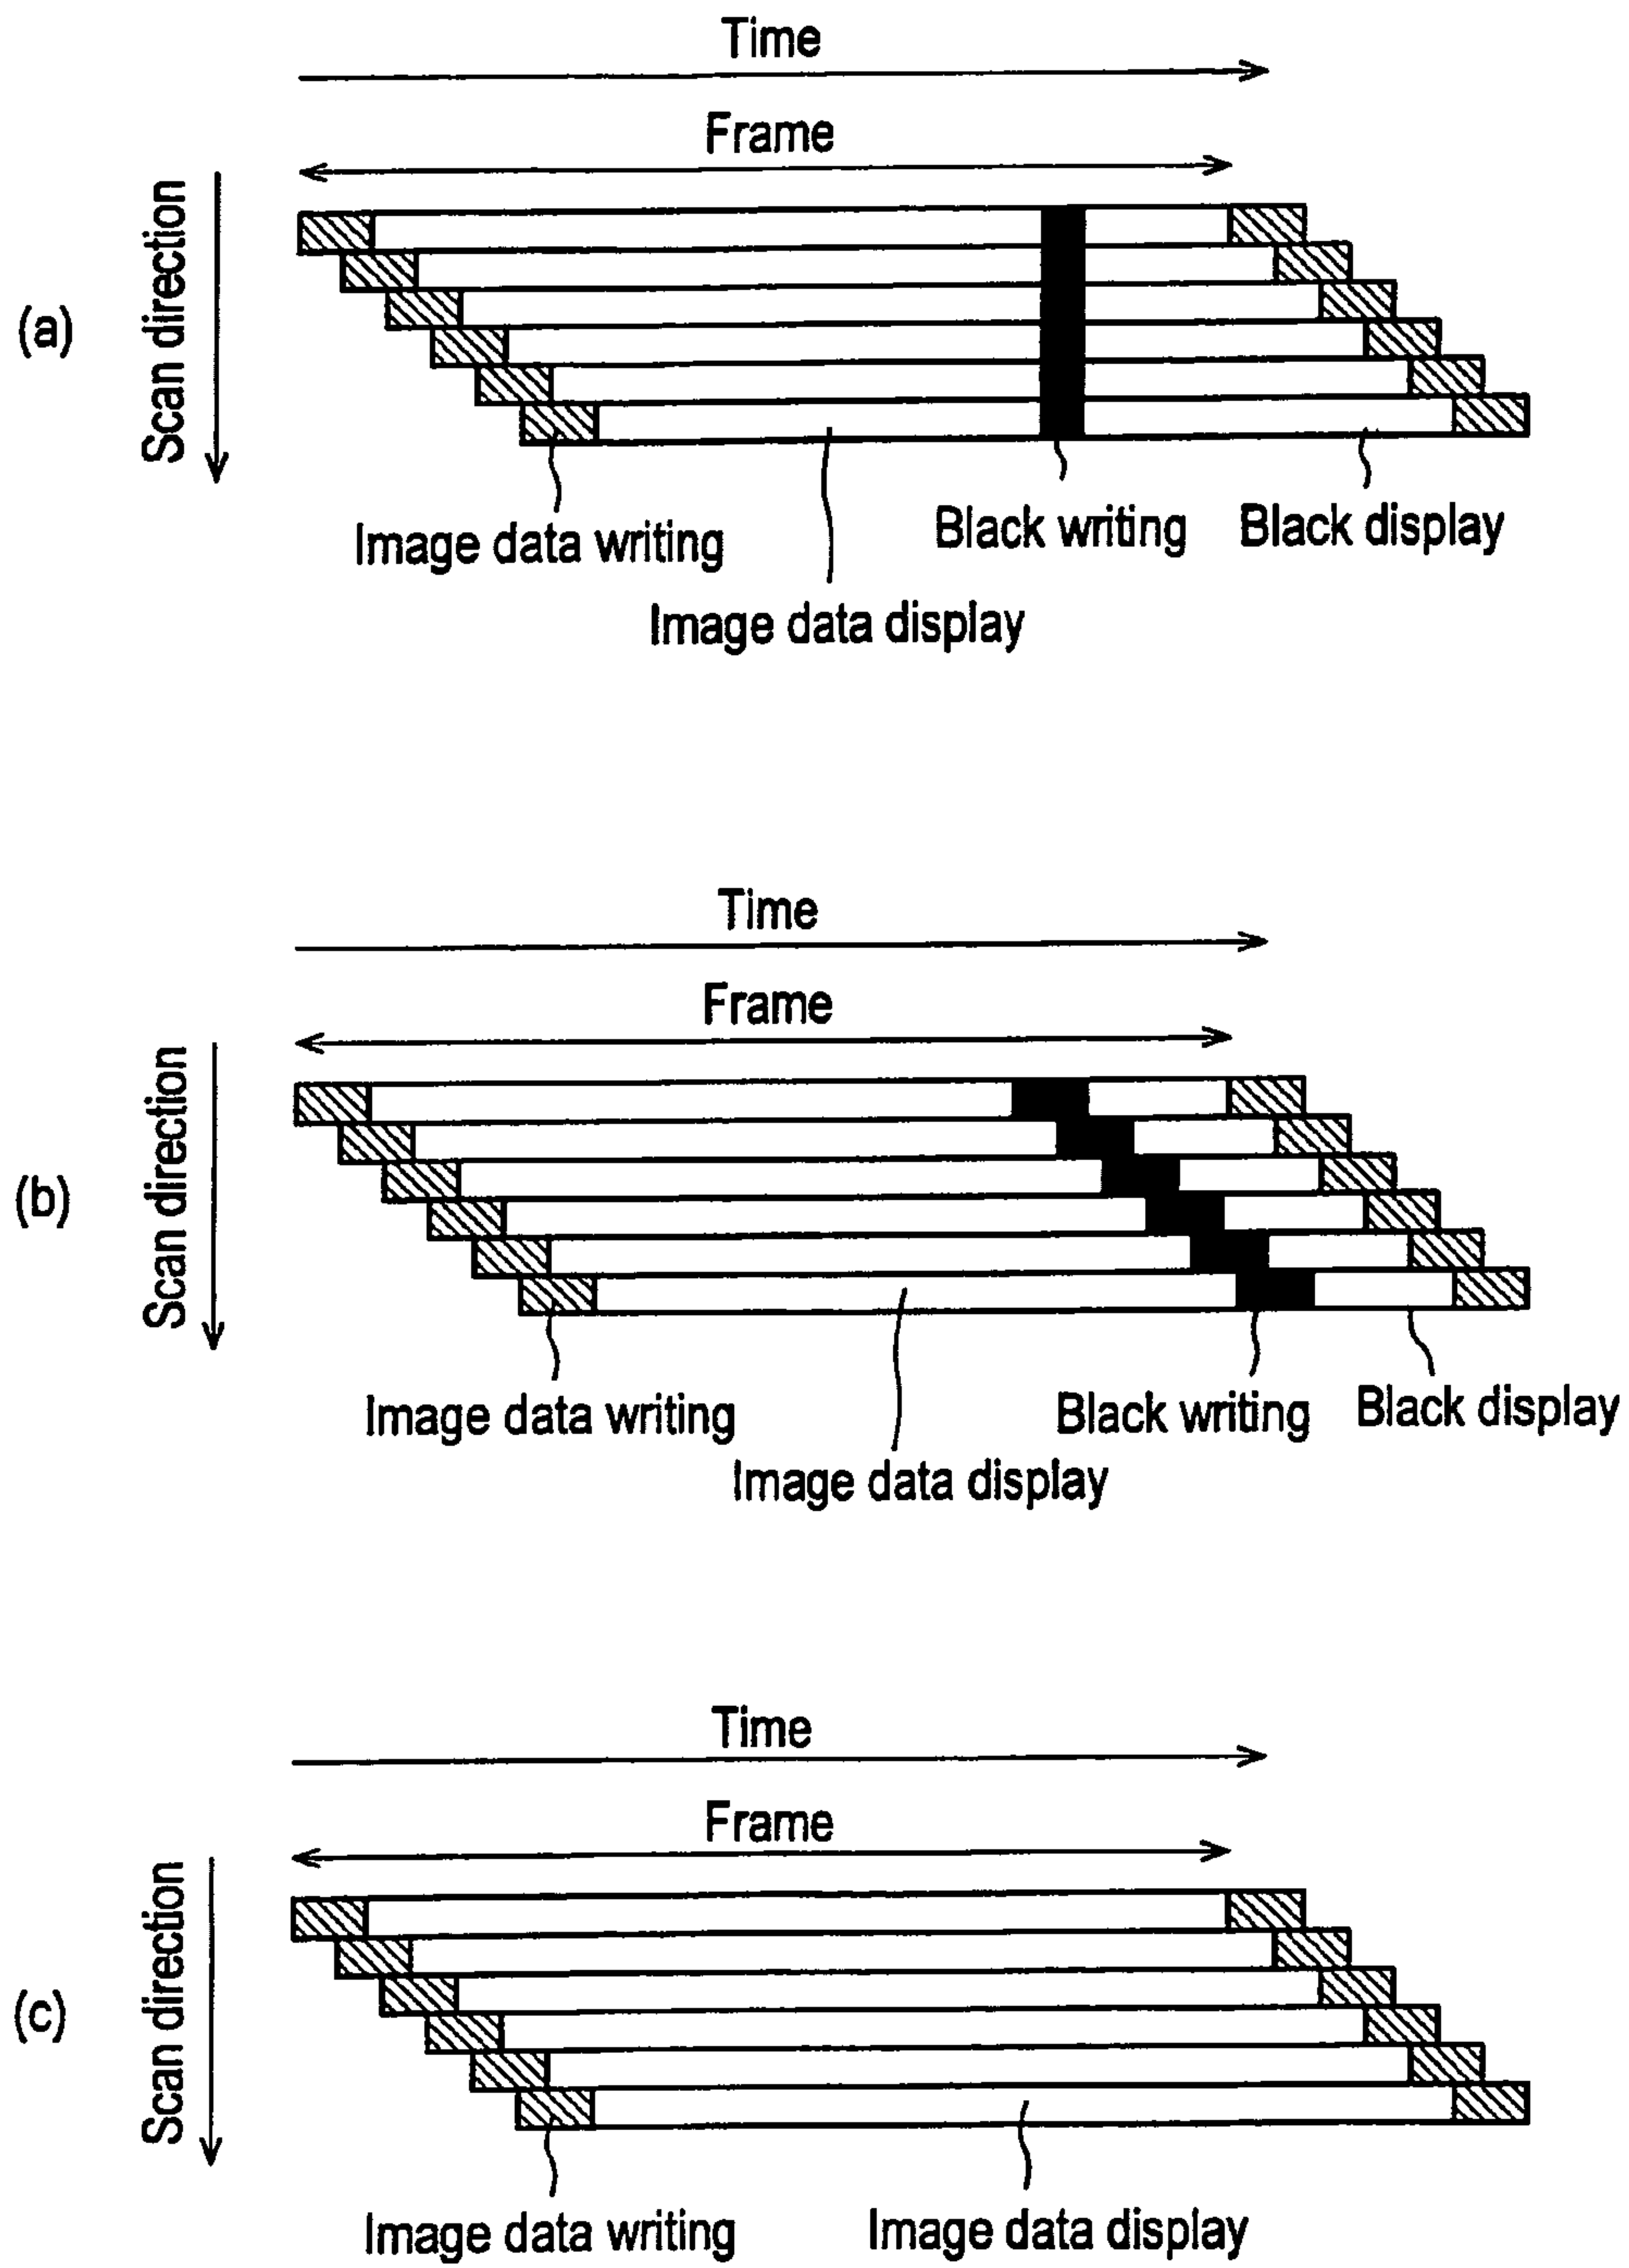 Time
Frame
Scan direction
(a)
Image data writing
Black writing
Black display
Image data display
Time
Frame
Scan direction
(b)
Image data writing
Black writing
Black display
Image data display
Time
Frame
Scan direction
(c)
Image data writing
Image data display